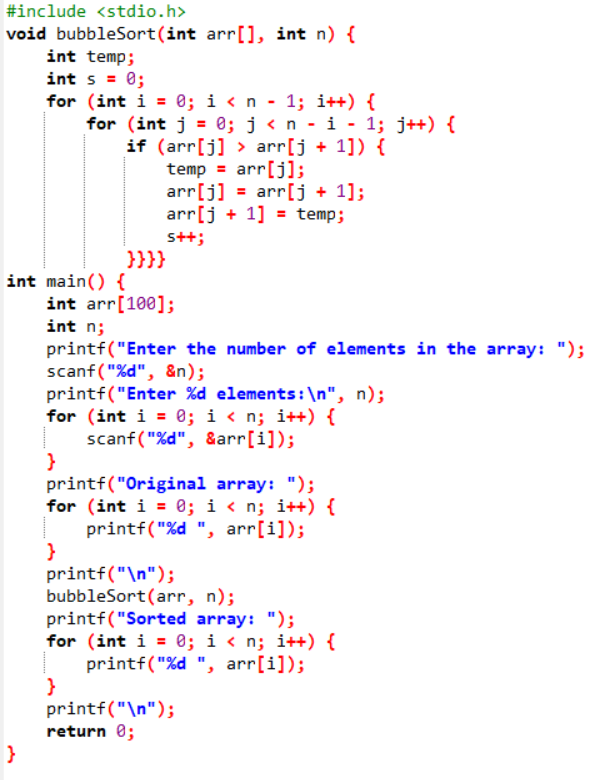 #include <stdio.h>
void bubbleSort(int arr[], int n) {
    int temp;
    int s = 0;
    for (int i = 0; i < n - 1; i++) {
        for (int j = 0; j < n - i - 1; j++) {
            if (arr[j] > arr[j + 1]) {
                temp = arr[j];
                arr[j] = arr[j + 1];
                arr[j + 1] = temp;
                s++;
            }}}}
int main() {
    int arr[100];
    int n;
    printf("Enter the number of elements in the array: ");
    scanf("%d", &n);
    printf("Enter %d elements:\n", n);
    for (int i = 0; i < n; i++) {
        scanf("%d", &arr[i]);
    }
    printf("Original array: ");
    for (int i = 0; i < n; i++) {
        printf("%d ", arr[i]);
    }
    printf("\n");
    bubbleSort(arr, n);
    printf("Sorted array: ");
    for (int i = 0; i < n; i++) {
        printf("%d ", arr[i]);
    }
    printf("\n");
    return 0;
}